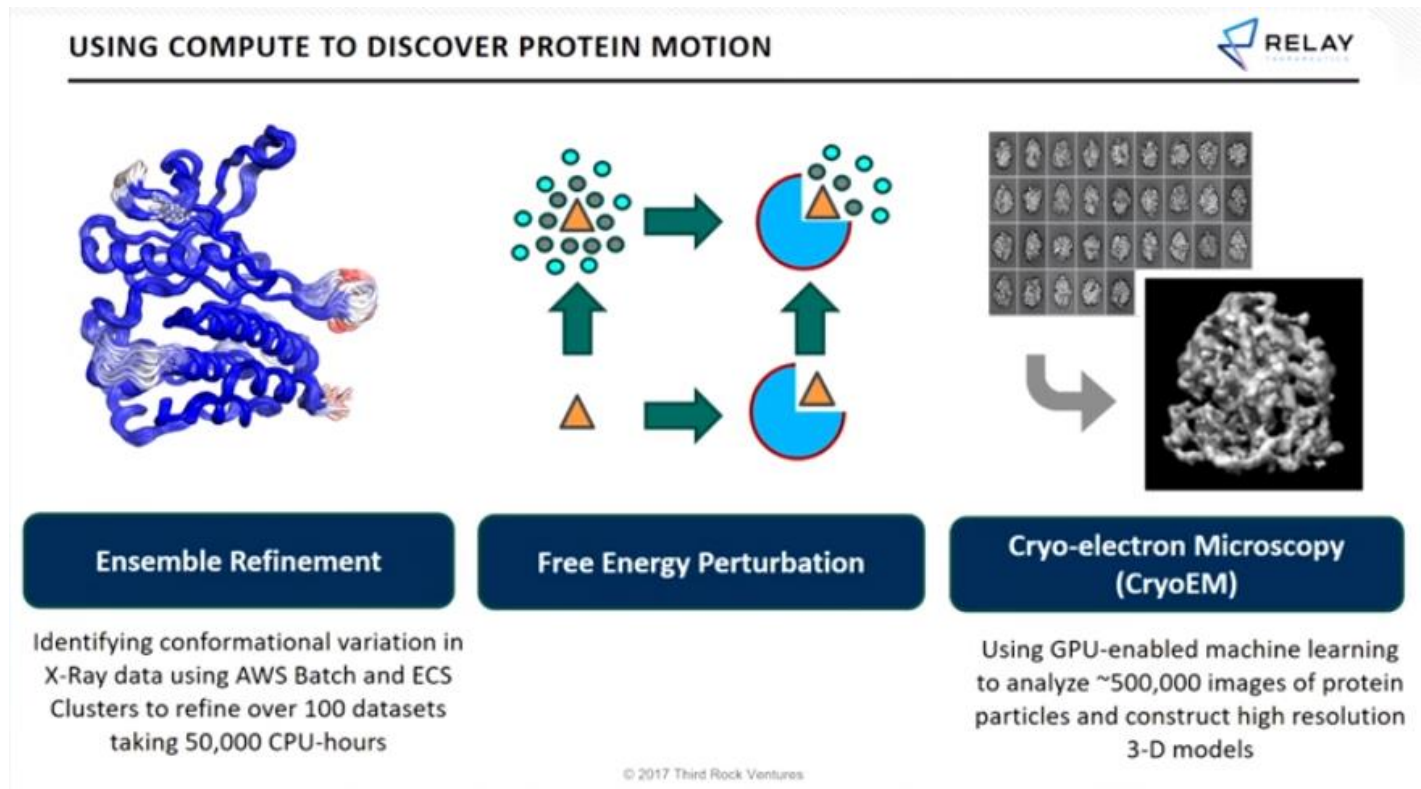 USING COMPUTE TO DISCOVER PROTEIN MOTION
RELAY
THERAPEUTICS
Ensemble Refinement
Identifying conformational variation in
X-Ray data using AWS Batch and ECS
Clusters to refine over 100 datasets
taking 50,000 CPU-hours
Free Energy Perturbation
Cryo-electron Microscopy
(CryoEM)
Using GPU-enabled machine learning
to analyze ~500,000 images of protein
particles and construct high resolution
3-D models
© 2017 Third Rock Ventures